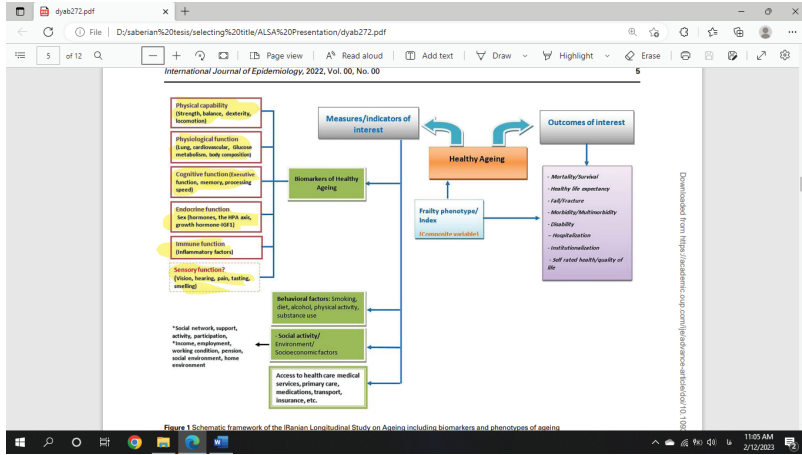 dyab272.pdf
File
D:/saberian%20tesis/selecting%20title/ALSA%20Presentation/dyab272.pdf
5
of 12
Page view
Read aloud
Add text
Draw
Highlight
Erase
International Journal of Epidemiology, 2022, Vol. 00, No. 00
5
Physical capability
(Strength, balance, dexterity,
locomotion)
Physiological function
(Lung, cardiovascular, Glucose
metabolism, body composition)
Cognitive function (Executive
function, memory, processing
speed)
Endocrine function
Sex (hormones, the HPA axis,
growth hormone-IGF1)
Immune function
(Inflammatory factors)
Sensory function?
(Vision, hearing, pain, tasting,
smelling)
Biomarkers of Healthy
Ageing
Measures/indicators of
interest
Healthy Ageing
Frailty phenotype/
Index
(Composite variable)
Outcomes of interest
- Mortality/Survival
- Healthy life expectancy
- Fall/Fracture
- Morbidity/Multimorbidity
- Disability
- Hospitalization
- Institutionalization
- Self rated health/quality of
life
Behavioral factors: Smoking,
diet, alcohol, physical activity,
substance use
- Social activity/
Environment/
Socioeconomic factors
*Social network, support,
activity, participation,
*Income, employment,
working condition, pension,
social environment, home
environment
Access to health care medical
services, primary care,
medications, transport,
insurance, etc.
Figure 1 Schematic framework of the IRanian Longitudinal Study on Ageing including biomarkers and phenotypes of ageing
Downloaded from https://academic.oup.com/ije/advance-article/doi/10.109
11:05 AM
2/12/2023